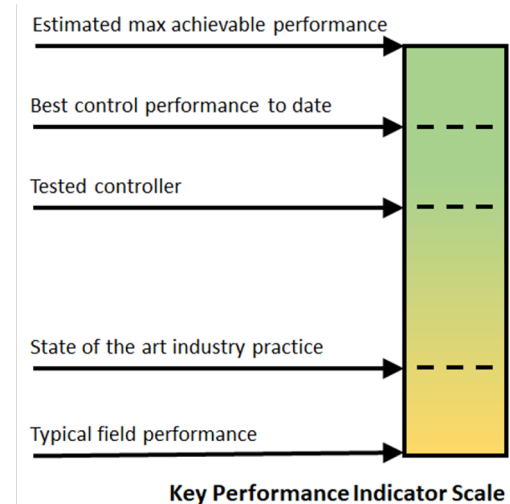 Estimated max achievable performance
Best control performance to date
Tested controller
State of the art industry practice
Typical field performance
Key Performance Indicator Scale